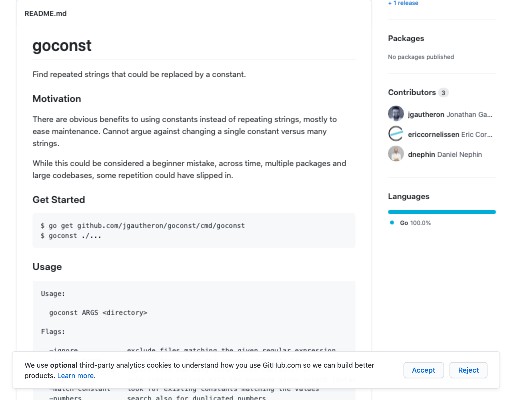 + 1 release
README.md
goconst
Packages
No packages published
Find repeated strings that could be replaced by a constant.
Motivation
Contributors 3
jgautheron Jonathan Ga...
There are obvious benefits to using constants instead of repeating strings, mostly to
ease maintenance. Cannot argue against changing a single constant versus many
strings.
ericcornelissen Eric Cor...
dnephin Daniel Nephin
While this could be considered a beginner mistake, across time, multiple packages and
large codebases, some repetition could have slipped in.
Languages
Go 100.0%
Get Started
$ go get github.com/jgautheron/goconst/cmd/goconst
$ goconst ./...
Usage
Usage:
goconst ARGS <directory>
Flags:
-ignore exclude files matching the given regular expression
We use optional third-party analytics cookies to understand how you use GitHub.com so we can build better
products. Learn more.
Accept
Reject
-match-constant look for existing constants matching the values
-numbers search also for duplicated numbers